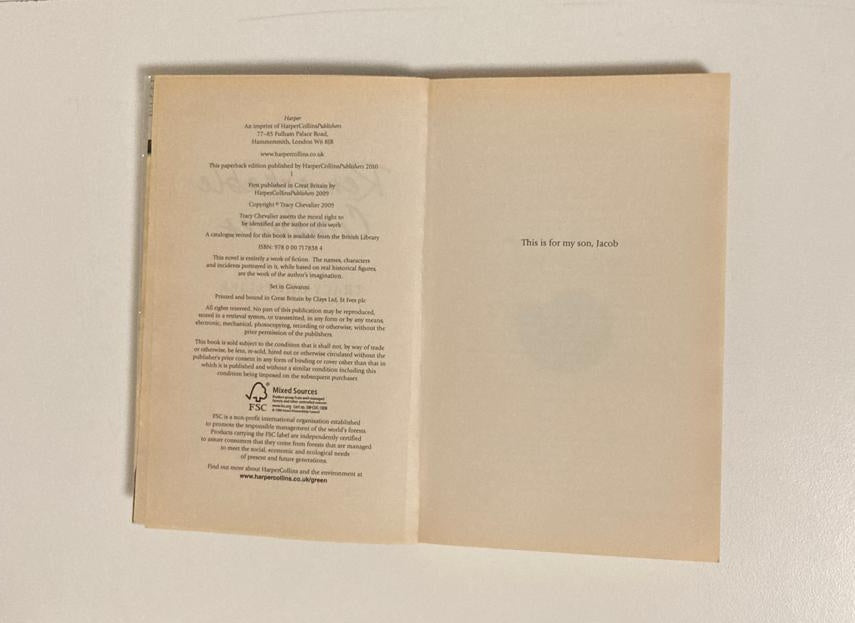 Harper
An imprint of HarperCollinsPublishers
77–85 Fulham Palace Road,
Hammersmith, London W6 8JB
www.harpercollins.co.uk
This paperback edition published by HarperCollinsPublishers 2010
1
First published in Great Britain by
HarperCollinsPublishers 2009
Copyright © Tracy Chevalier 2009
Tracy Chevalier asserts the moral right to
be identified as the author of this work
A catalogue record for this book is available from the British Library
ISBN: 978 0 00 717838 4
This novel is entirely a work of fiction. The names, characters
and incidents portrayed in it, while based on real historical figures,
are the work of the author's imagination.
Set in Giovanni
Printed and bound in Great Britain by Clays Ltd, St Ives plc
All rights reserved. No part of this publication may be reproduced,
stored in a retrieval system, or transmitted, in any form or by any means,
electronic, mechanical, photocopying, recording or otherwise, without the
prior permission of the publishers.
This book is sold subject to the condition that it shall not, by way of trade
or otherwise, be lent, re-sold, hired out or otherwise circulated without the
publisher's prior consent in any form of binding or cover other than that in
which it is published and without a similar condition including this
condition being imposed on the subsequent purchaser.
FSC
Mixed Sources
Product group from well-managed
forests and other controlled sources
FSC is a non-profit international organisation established
to promote the responsible management of the world's forests.
Products carrying the FSC label are independently certified
to assure consumers that they come from forests that are managed
to meet the social, economic and ecological needs
of present and future generations.
Find out more about HarperCollins and the environment at
www.harpercollins.co.uk/green
This is for my son, Jacob